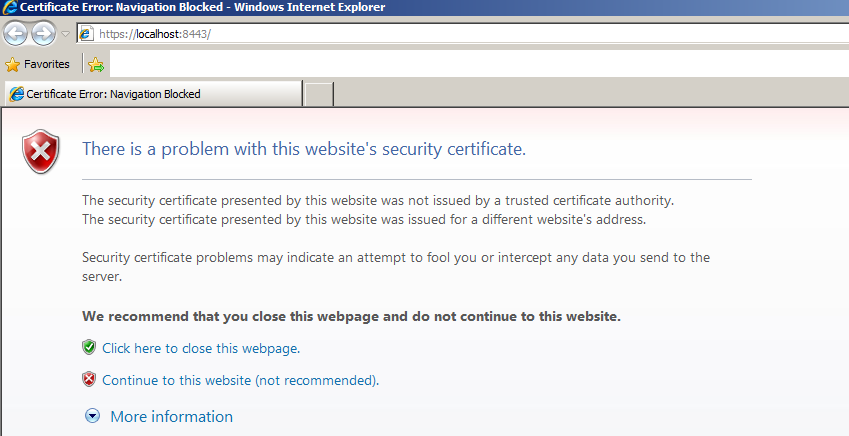 Certificate Error: Navigation Blocked - Windows Internet Explorer
https://localhost:8443/
Favorites
Certificate Error: Navigation Blocked
There is a problem with this website's security certificate.
The security certificate presented by this website was not issued by a trusted certificate authority.
The security certificate presented by this website was issued for a different website's address.
Security certificate problems may indicate an attempt to fool you or intercept any data you send to the
server.
We recommend that you close this webpage and do not continue to this website.
Click here to close this webpage.
Continue to this website (not recommended).
More information